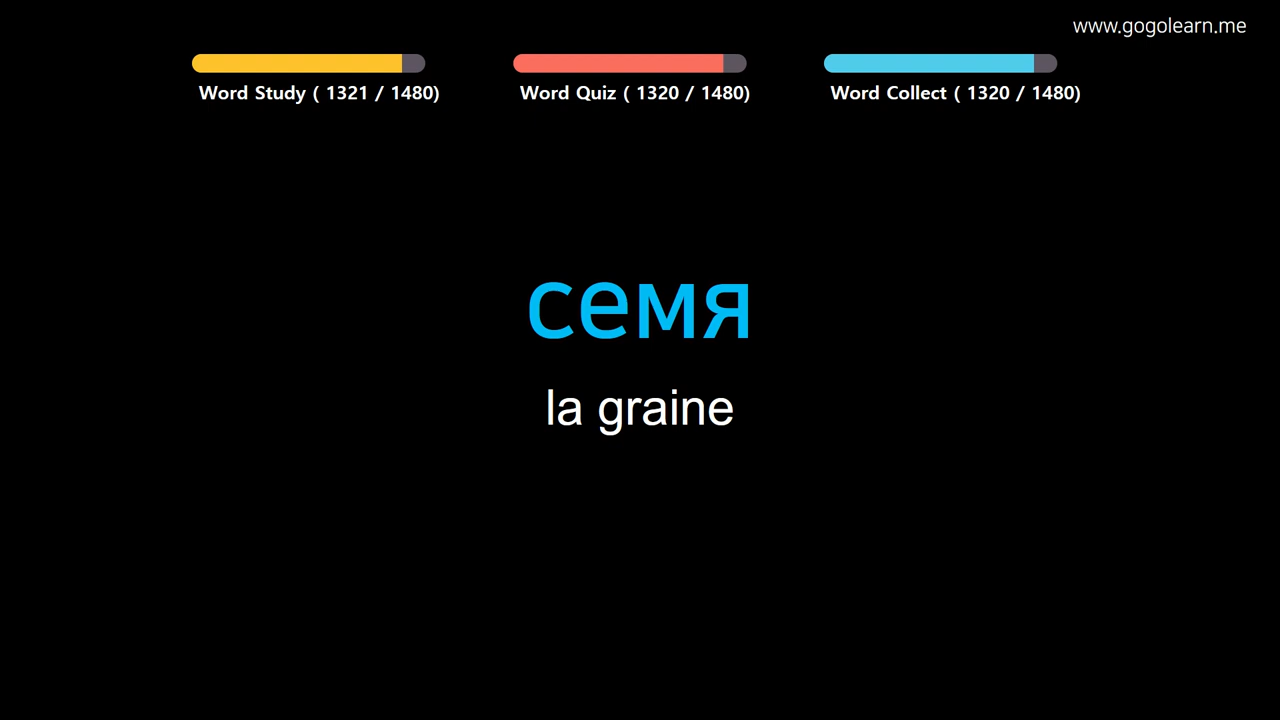 www.gogolearn.me
Word Study ( 1321 / 1480)
Word Quiz ( 1320 / 1480)
Word Collect ( 1320 / 1480)
семя
la graine